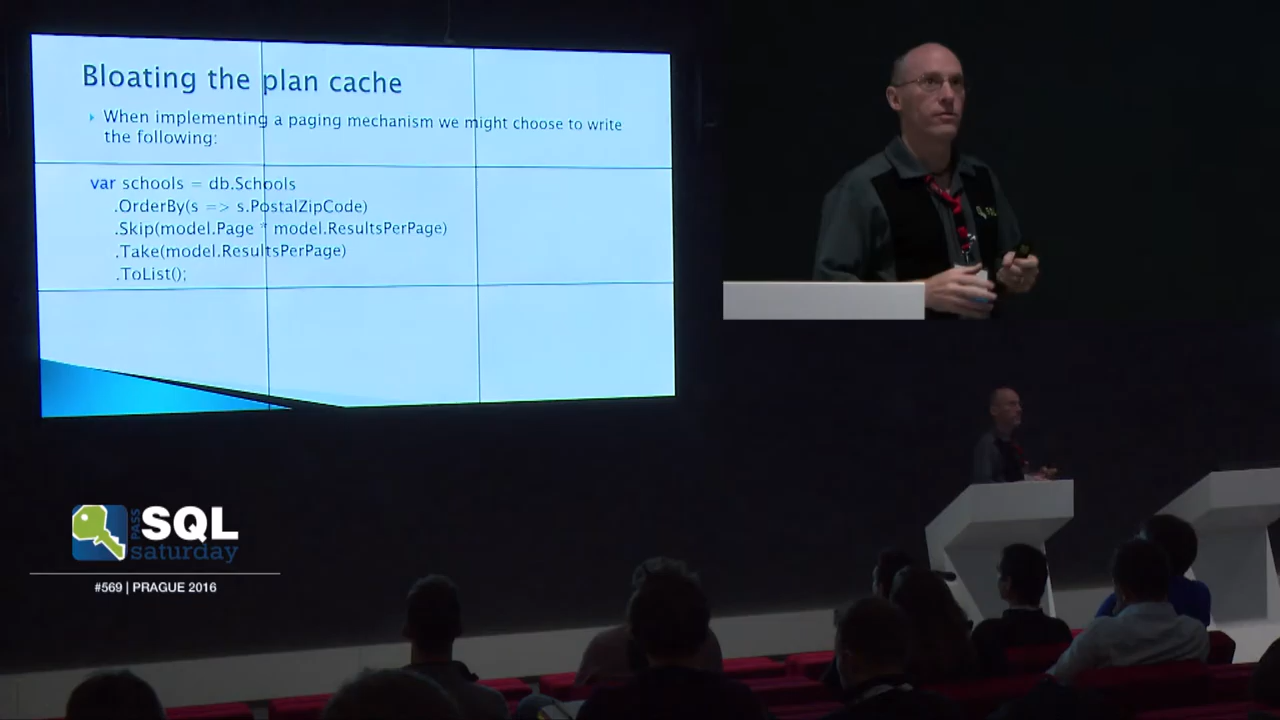 Bloating the plan cache
When implementing a paging mechanism we might choose to write
the following:
var schools = db.Schools
.OrderBy(s => s.PostalZipCode)
.Skip(model.Page * model.ResultsPerPage)
.Take(model.ResultsPerPage)
.ToList();
PASS
SQL
saturday
#569 | PRAGUE 2016